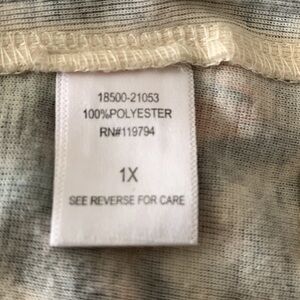 18500-21053
100%POLYESTER
RN#119794
1X
SEE REVERSE FOR CARE